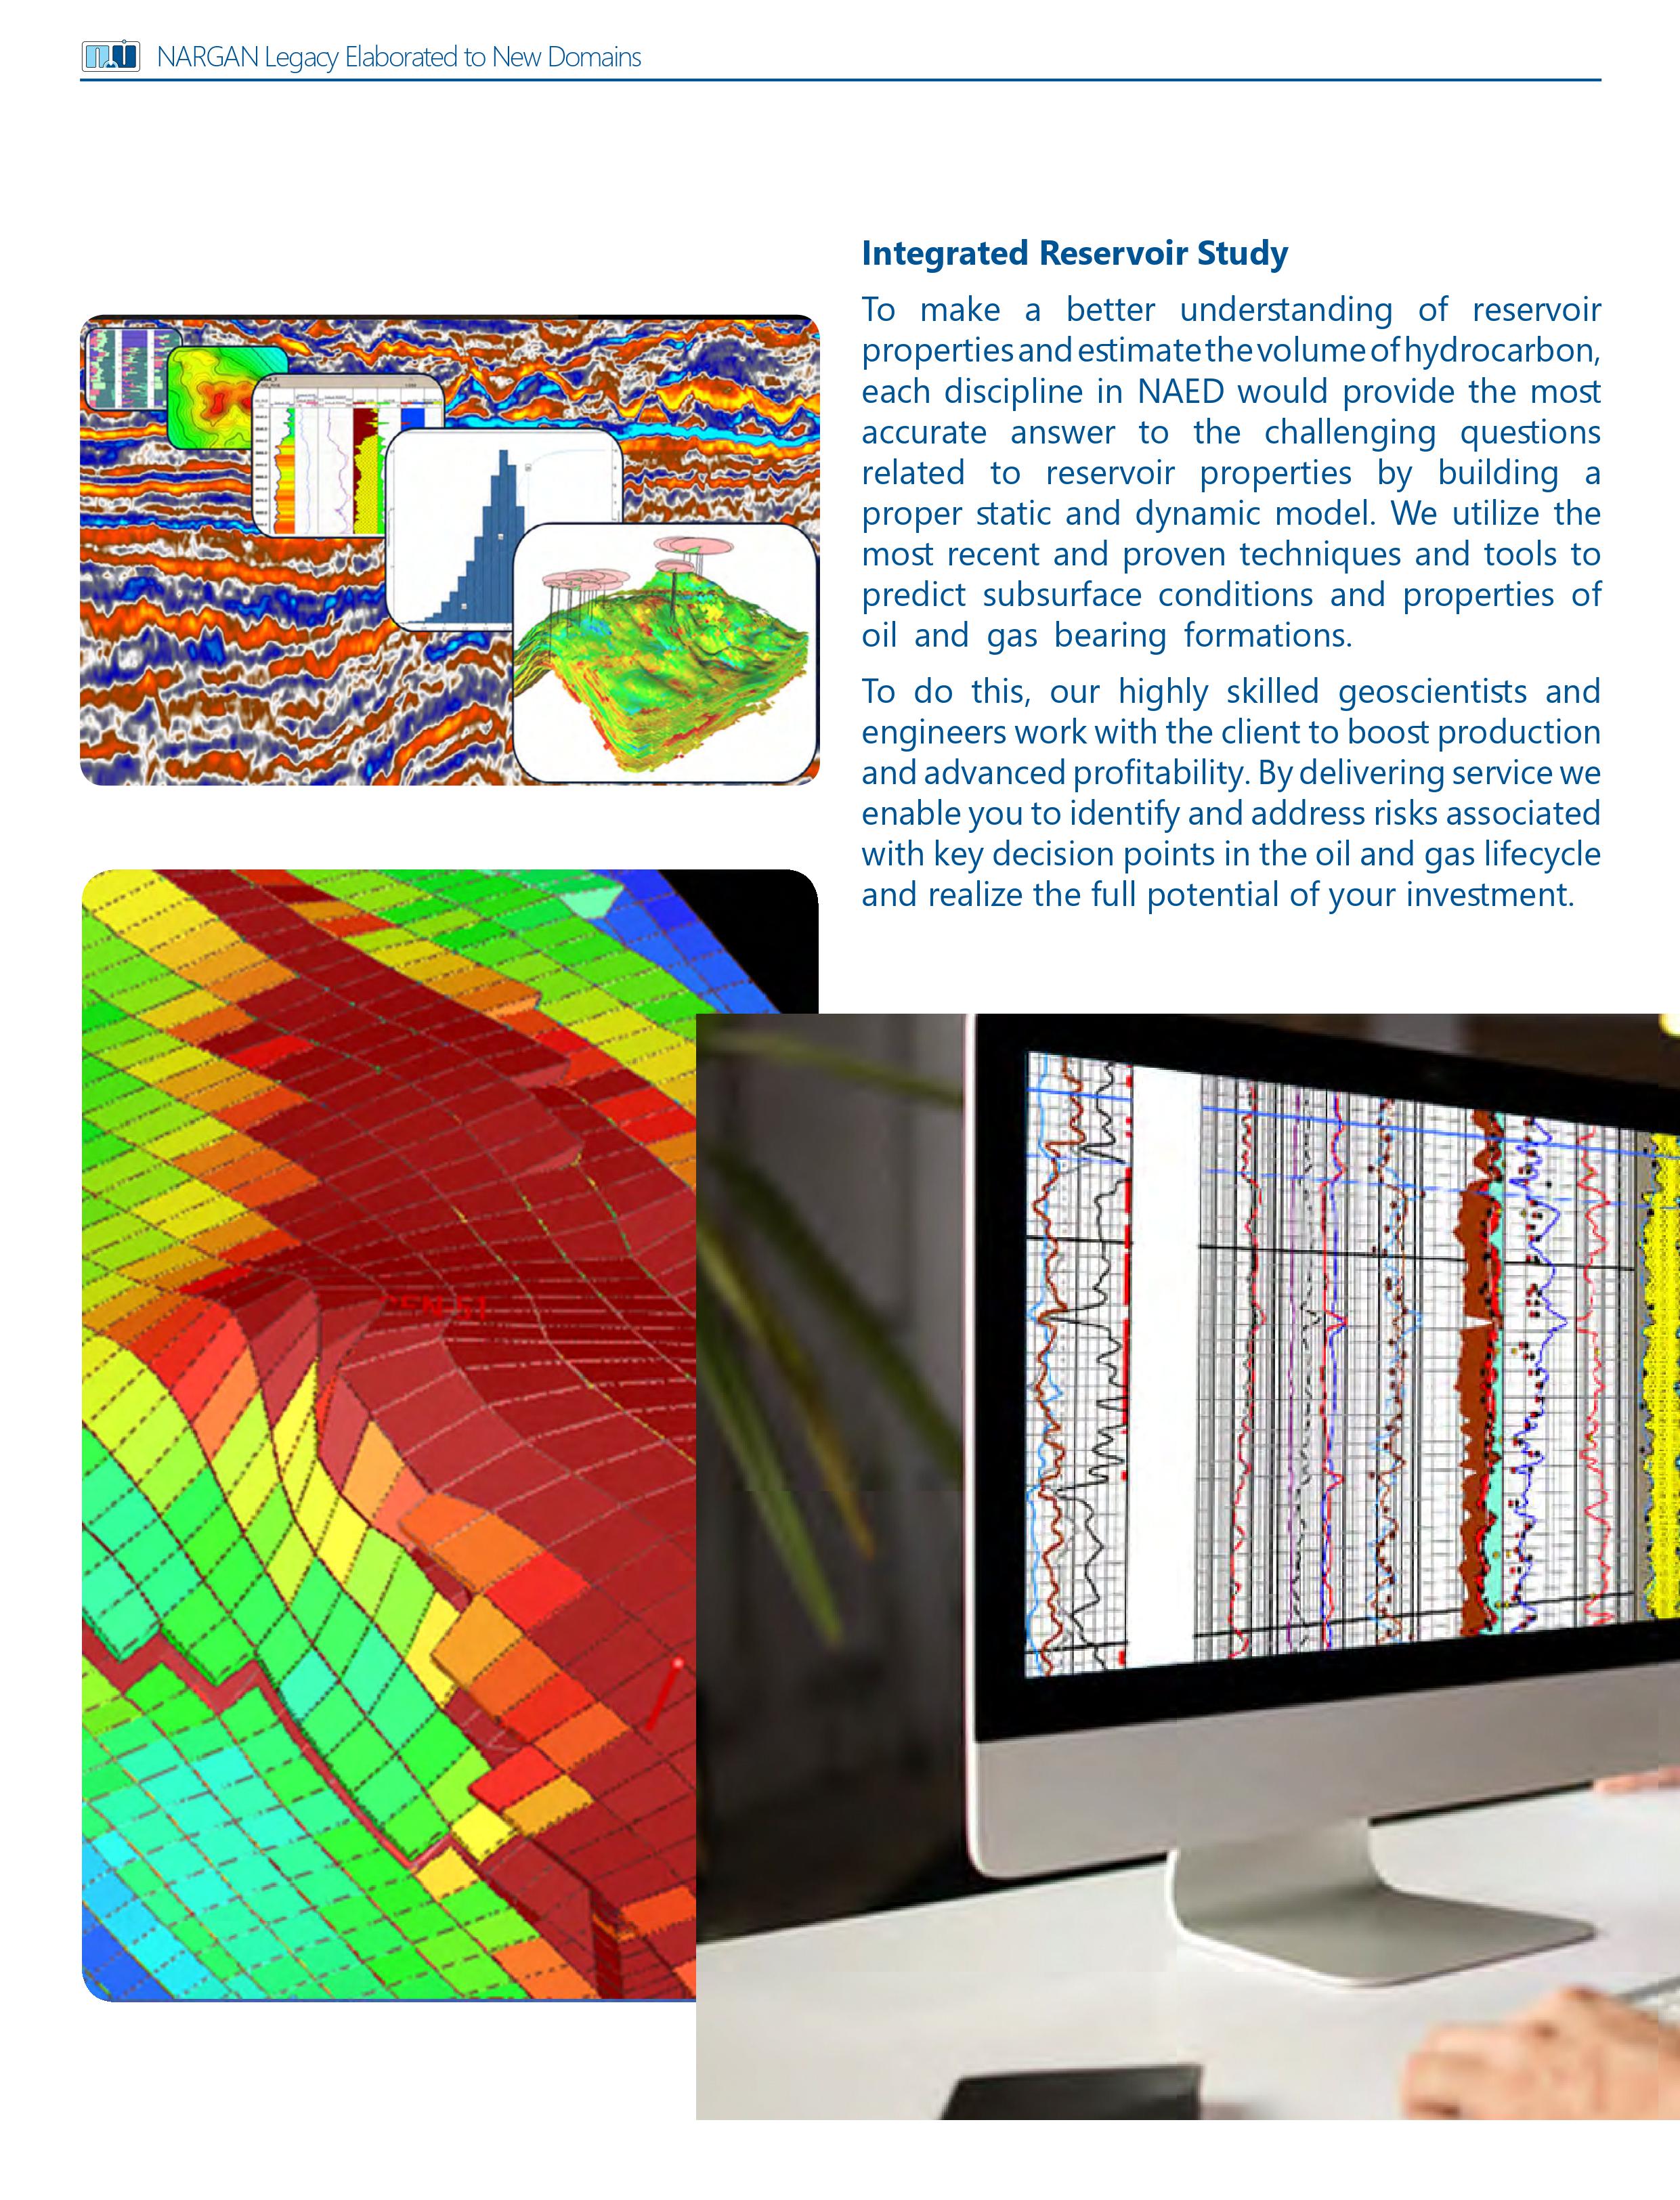 NARGAN Legacy Elaborated to New Domains
Integrated Reservoir Study
To make a better understanding of reservoir
properties and estimate the volume of hydrocarbon,
each discipline in NAED would provide the most
accurate answer to the challenging questions
related to reservoir properties by building a
proper static and dynamic model. We utilize the
most recent and proven techniques and tools to
predict subsurface conditions and properties of
oil and gas bearing formations.
To do this, our highly skilled geoscientists and
engineers work with the client to boost production
and advanced profitability. By delivering service we
enable you to identify and address risks associated
with key decision points in the oil and gas lifecycle
and realize the full potential of your investment.